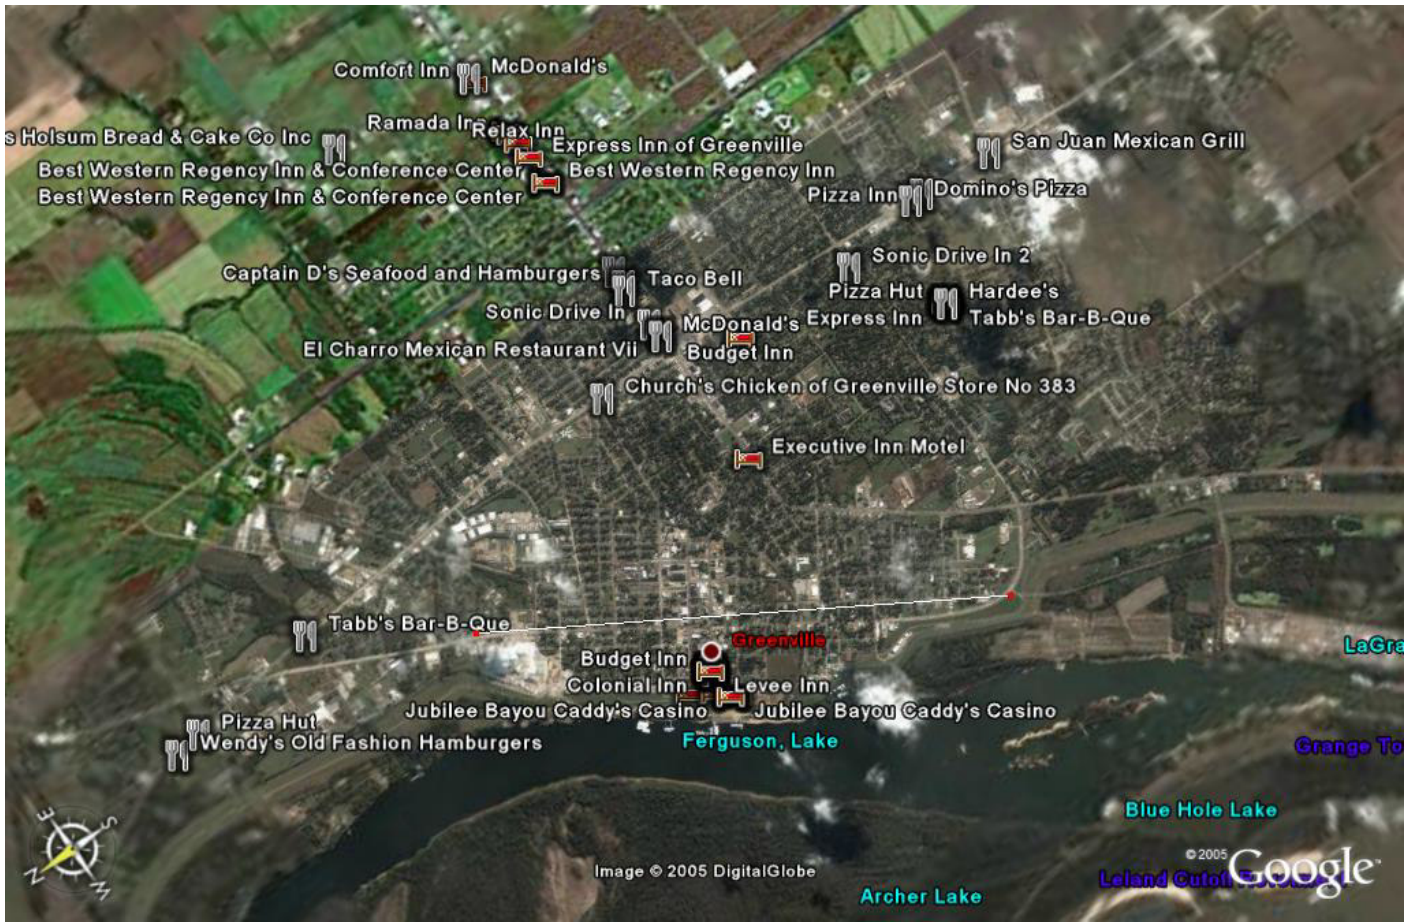 Comfort Inn
McDonald's
Ramada Inn
Relax Inn
s Holsum Bread & Cake Co Inc
Express Inn of Greenville
San Juan Mexican Grill
Best Western Regency Inn & Conference Center
Best Western Regency Inn
Best Western Regency Inn & Conference Center
Pizza Inn
Domino's Pizza
Captain D's Seafood and Hamburgers
Taco Bell
Sonic Drive In 2
Pizza Hut
Hardee's
Sonic Drive In
McDonald's
Express Inn
Tabb's Bar-B-Que
El Charro Mexican Restaurant Vii
Budget Inn
Church's Chicken of Greenville Store No 383
Executive Inn Motel
Tabb's Bar-B-Que
Greenville
LaGra
Budget Inn
Colonial Inn
Levee Inn
Jubilee Bayou Caddy's Casino
Jubilee Bayou Caddy's Casino
Pizza Hut
Wendy's Old Fashion Hamburgers
Ferguson, Lake
Grange To
Blue Hole Lake
E
S
N
W
Image © 2005 DigitalGlobe
© 2005
Google
Leland Cutoff
Archer Lake